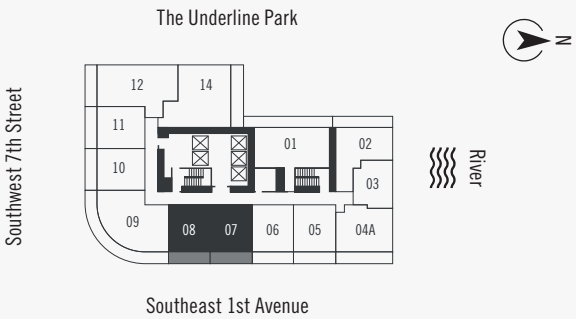 The Underline Park
N
12
14
11
01
02
Southwest 7th Street
River
10
03
09
08
07
06
05
04A
Southeast 1st Avenue